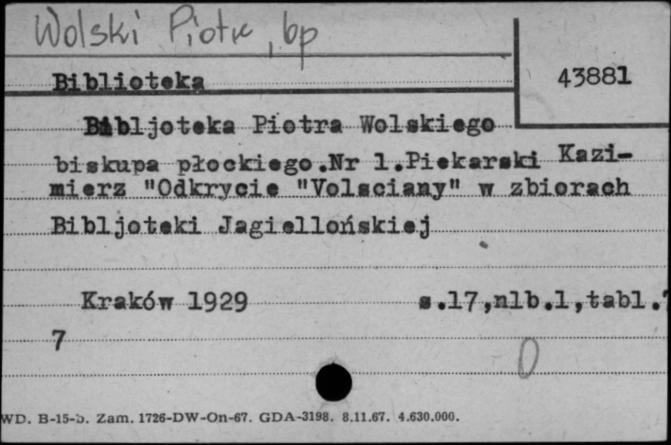 Wolski Piotr, bp
Biblioteka
43881
Bibljoteka Piotra Wolskiego
biskupa płockiego.Nr 1.Piekarski Kazi-
mierz "Odkrycie "Volsciany" w zbiorach
Bibljoteki Jagiellońskiej
Kraków 1929 s.17,nlb.1,tabl.
7
0
WD. B-15-b. Zam. 1726-DW-On-67. GDA-3198. 8.11.67. 4.630.000.